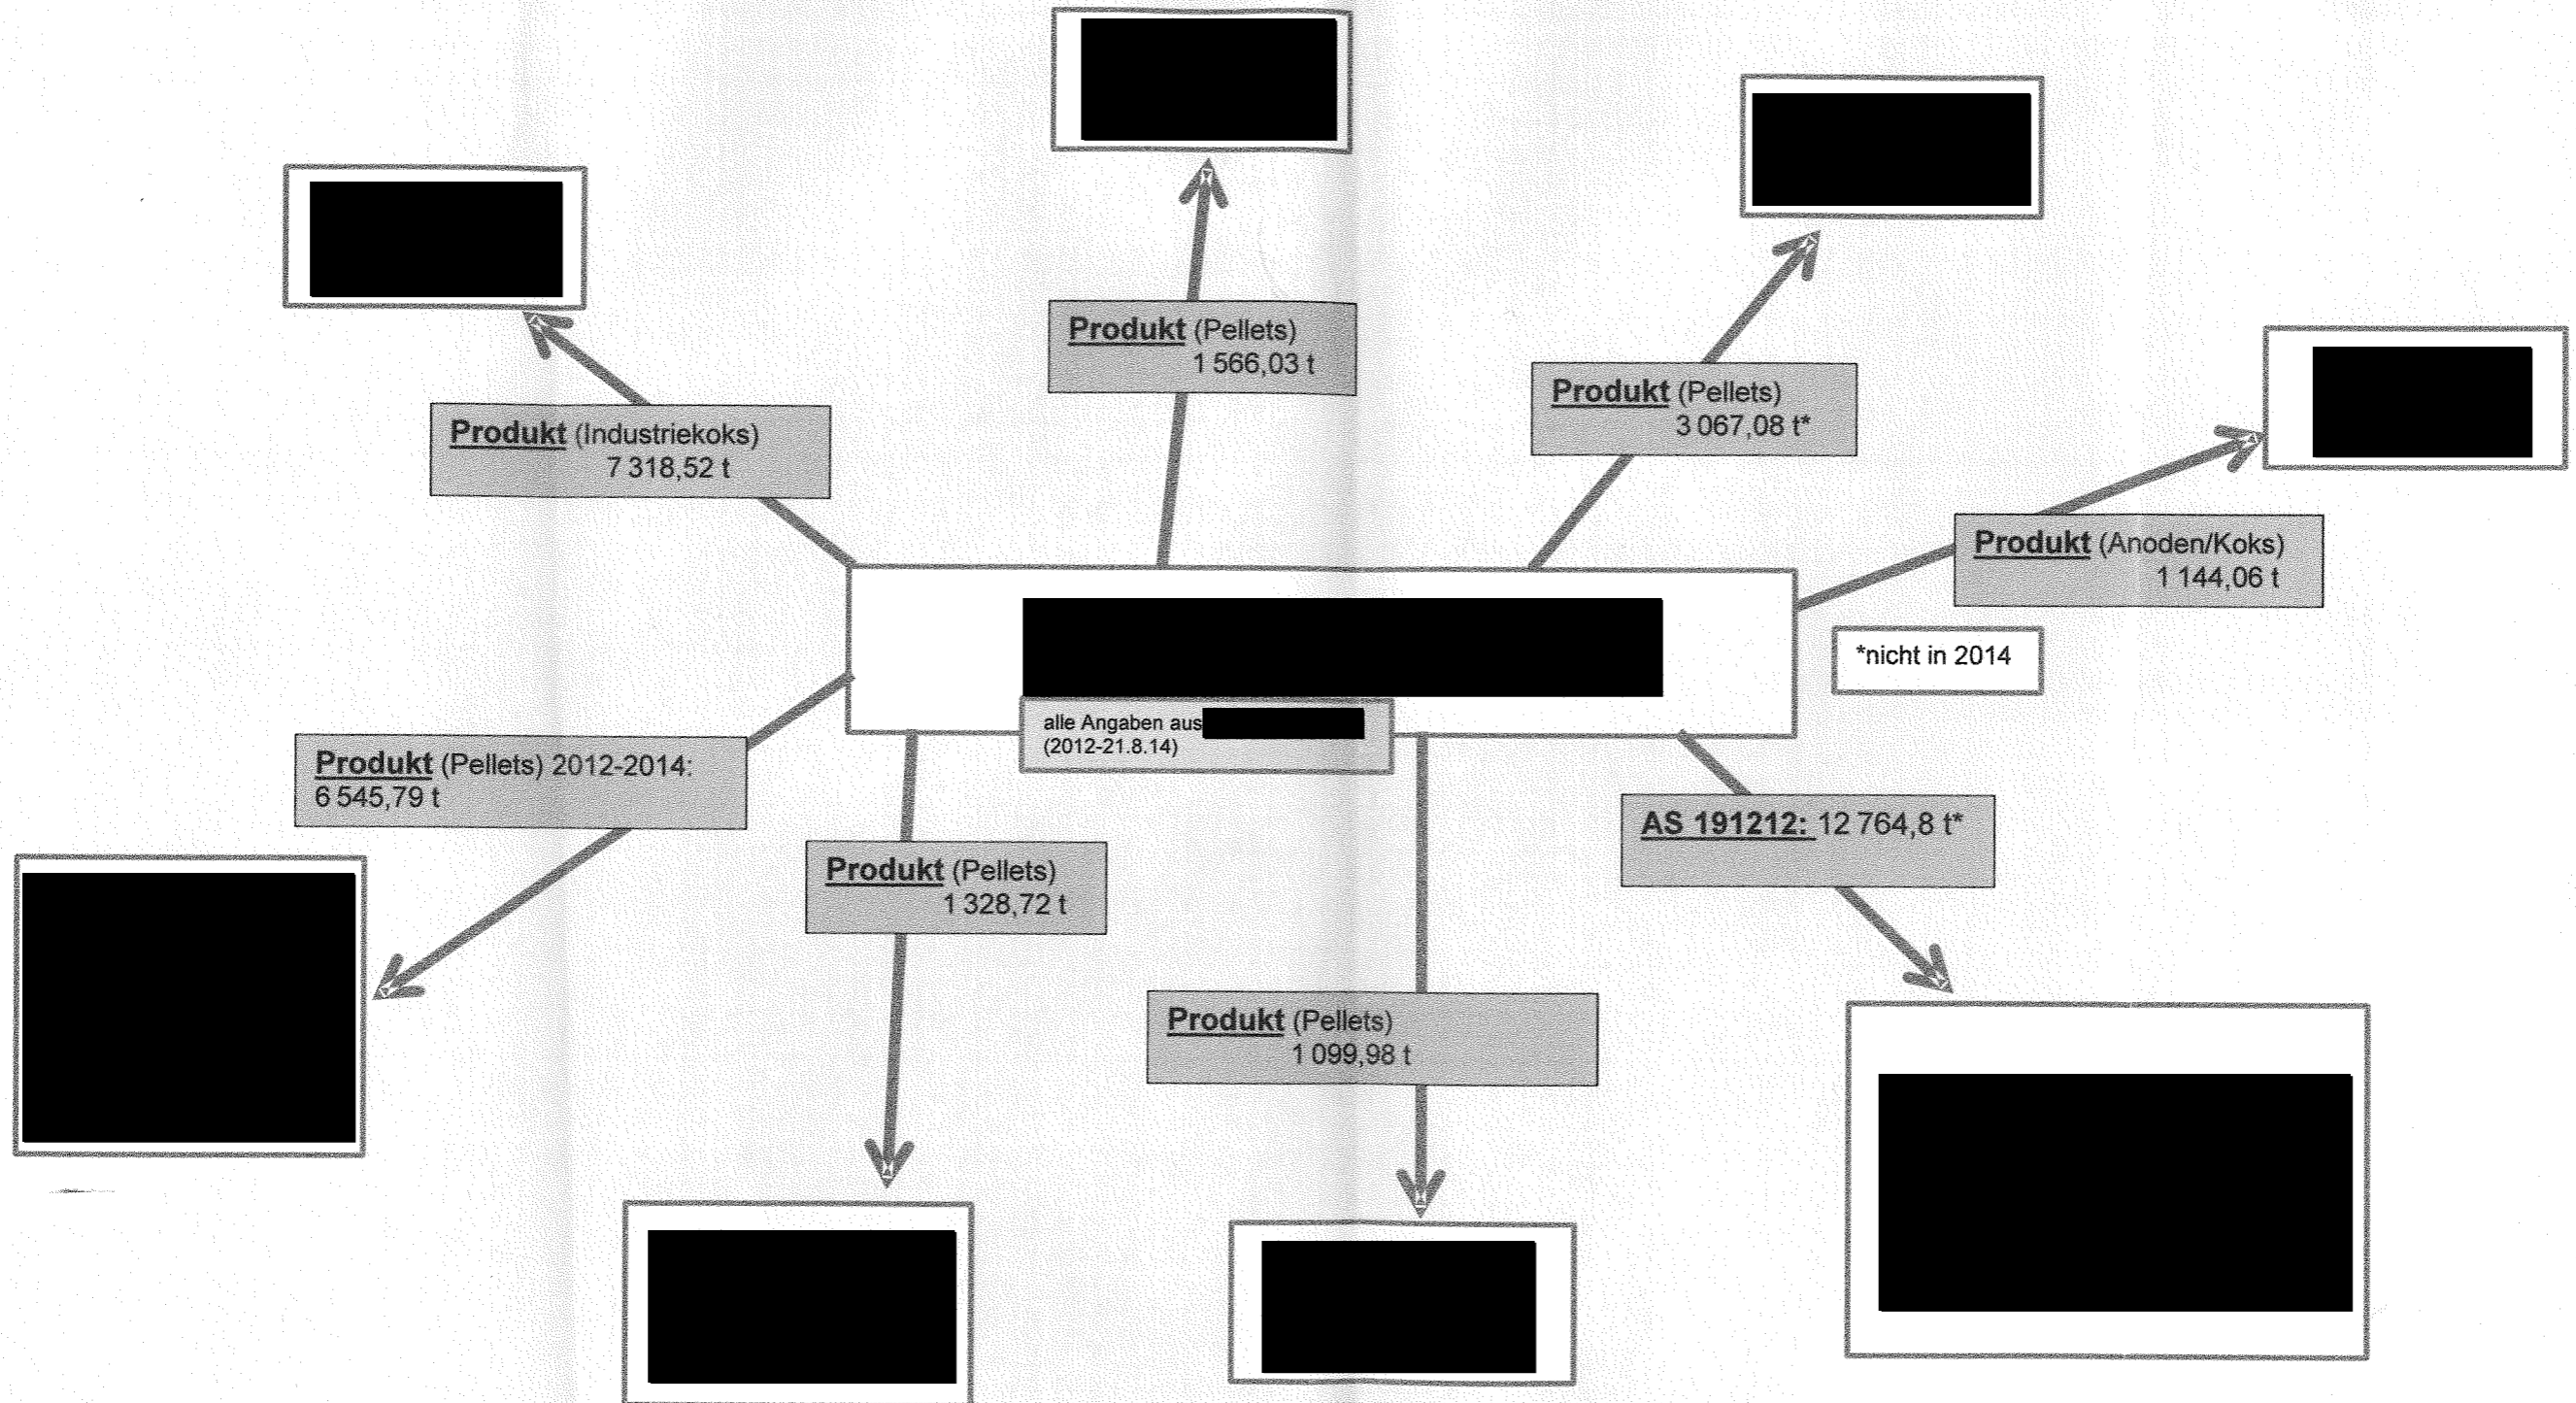 Produkt (Pellets)
1 566,03 t
Produkt (Pellets)
3 067,08 t*
Produkt (Industriekoks)
7 318,52 t
Produkt (Anoden/Koks)
1 144,06 t
*nicht in 2014
alle Angaben aus
(2012-21.8.14)
Produkt (Pellets) 2012-2014:
6 545,79 t
Produkt (Pellets)
1 328,72 t
AS 191212: 12 764,8 t*
Produkt (Pellets)
1 099,98 t